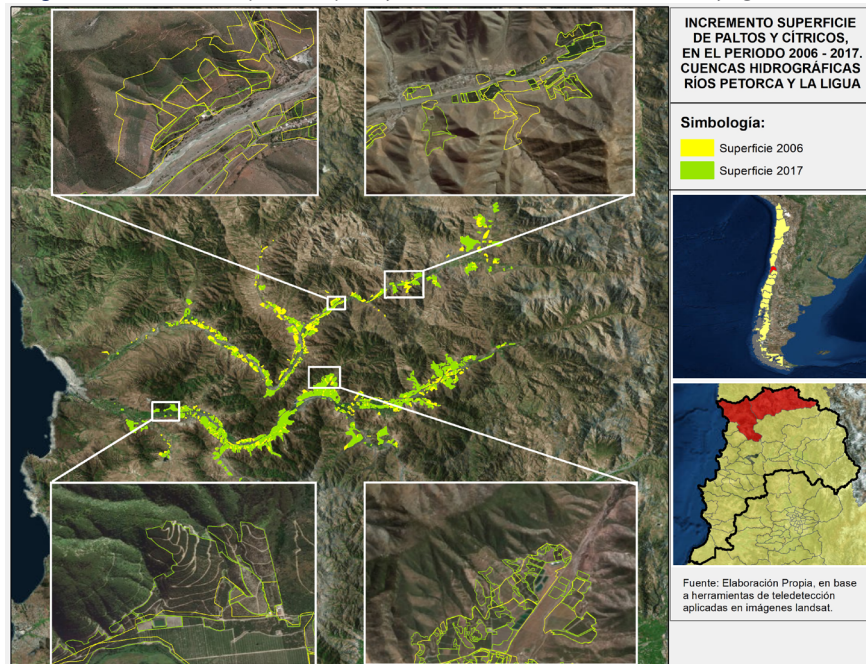 INCREMENTO SUPERFICIE
DE PALTOS Y CÍTRICOS,
EN EL PERIODO 2006 - 2017.
CUENCAS HIDROGRÁFICAS
RÍOS PETORCA Y LA LIGUA
Simbología:
Superficie 2006
Superficie 2017
Fuente: Elaboración Propia, en base
a herramientas de teledetección
aplicadas en imágenes landsat.